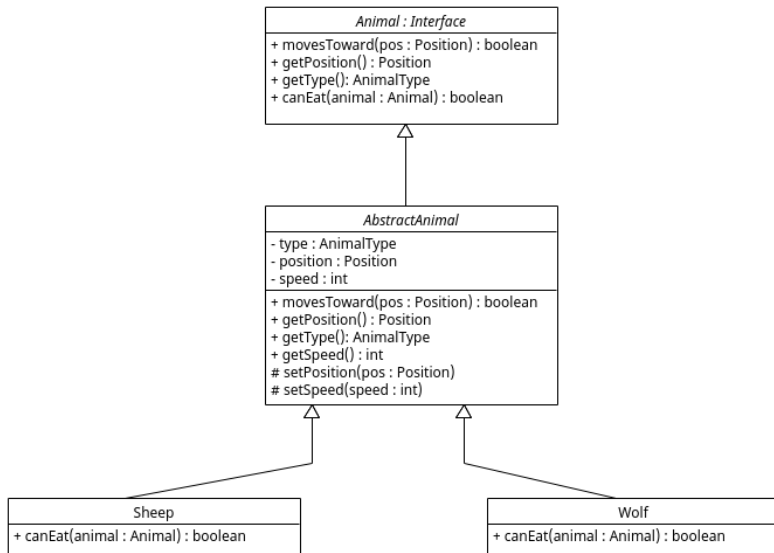 Animal : Interface
+ movesToward(pos : Position) : boolean
+ getPosition() : Position
+ getType(): AnimalType
+ canEat(animal : Animal) : boolean
AbstractAnimal
- type : AnimalType
- position : Position
- speed : int
+ movesToward(pos : Position) : boolean
+ getPosition() : Position
+ getType(): AnimalType
+ getSpeed() : int
# setPosition(pos : Position)
# setSpeed(speed : int)
Sheep
+ canEat(animal : Animal) : boolean
Wolf
+ canEat(animal : Animal) : boolean